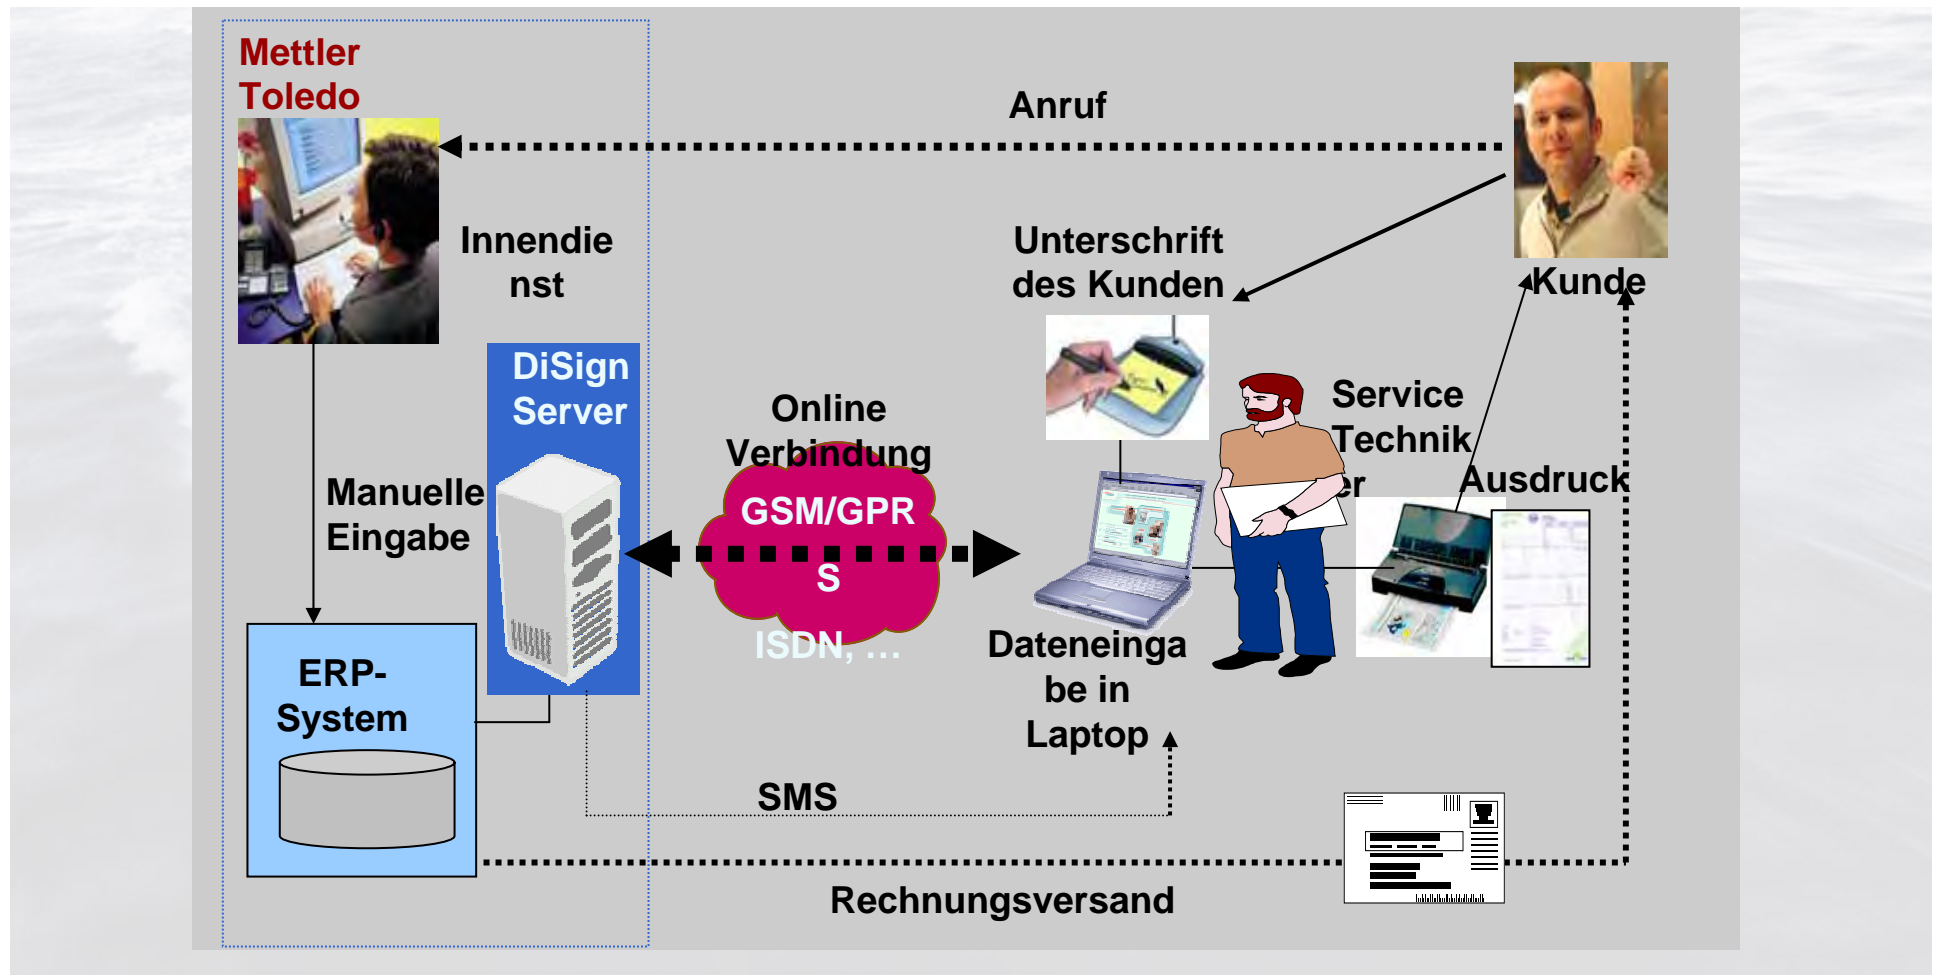 Mettler
Toledo
Anruf
Innendie
nst
Unterschrift
des Kunden
Kunde
DiSign
Server
Online
Verbindung
GSM/GPR
S
ISDN, …
Service
Technik
er
Ausdruck
Manuelle
Eingabe
Dateneinga
be in
Laptop
ERP-
System
SMS
Rechnungsversand